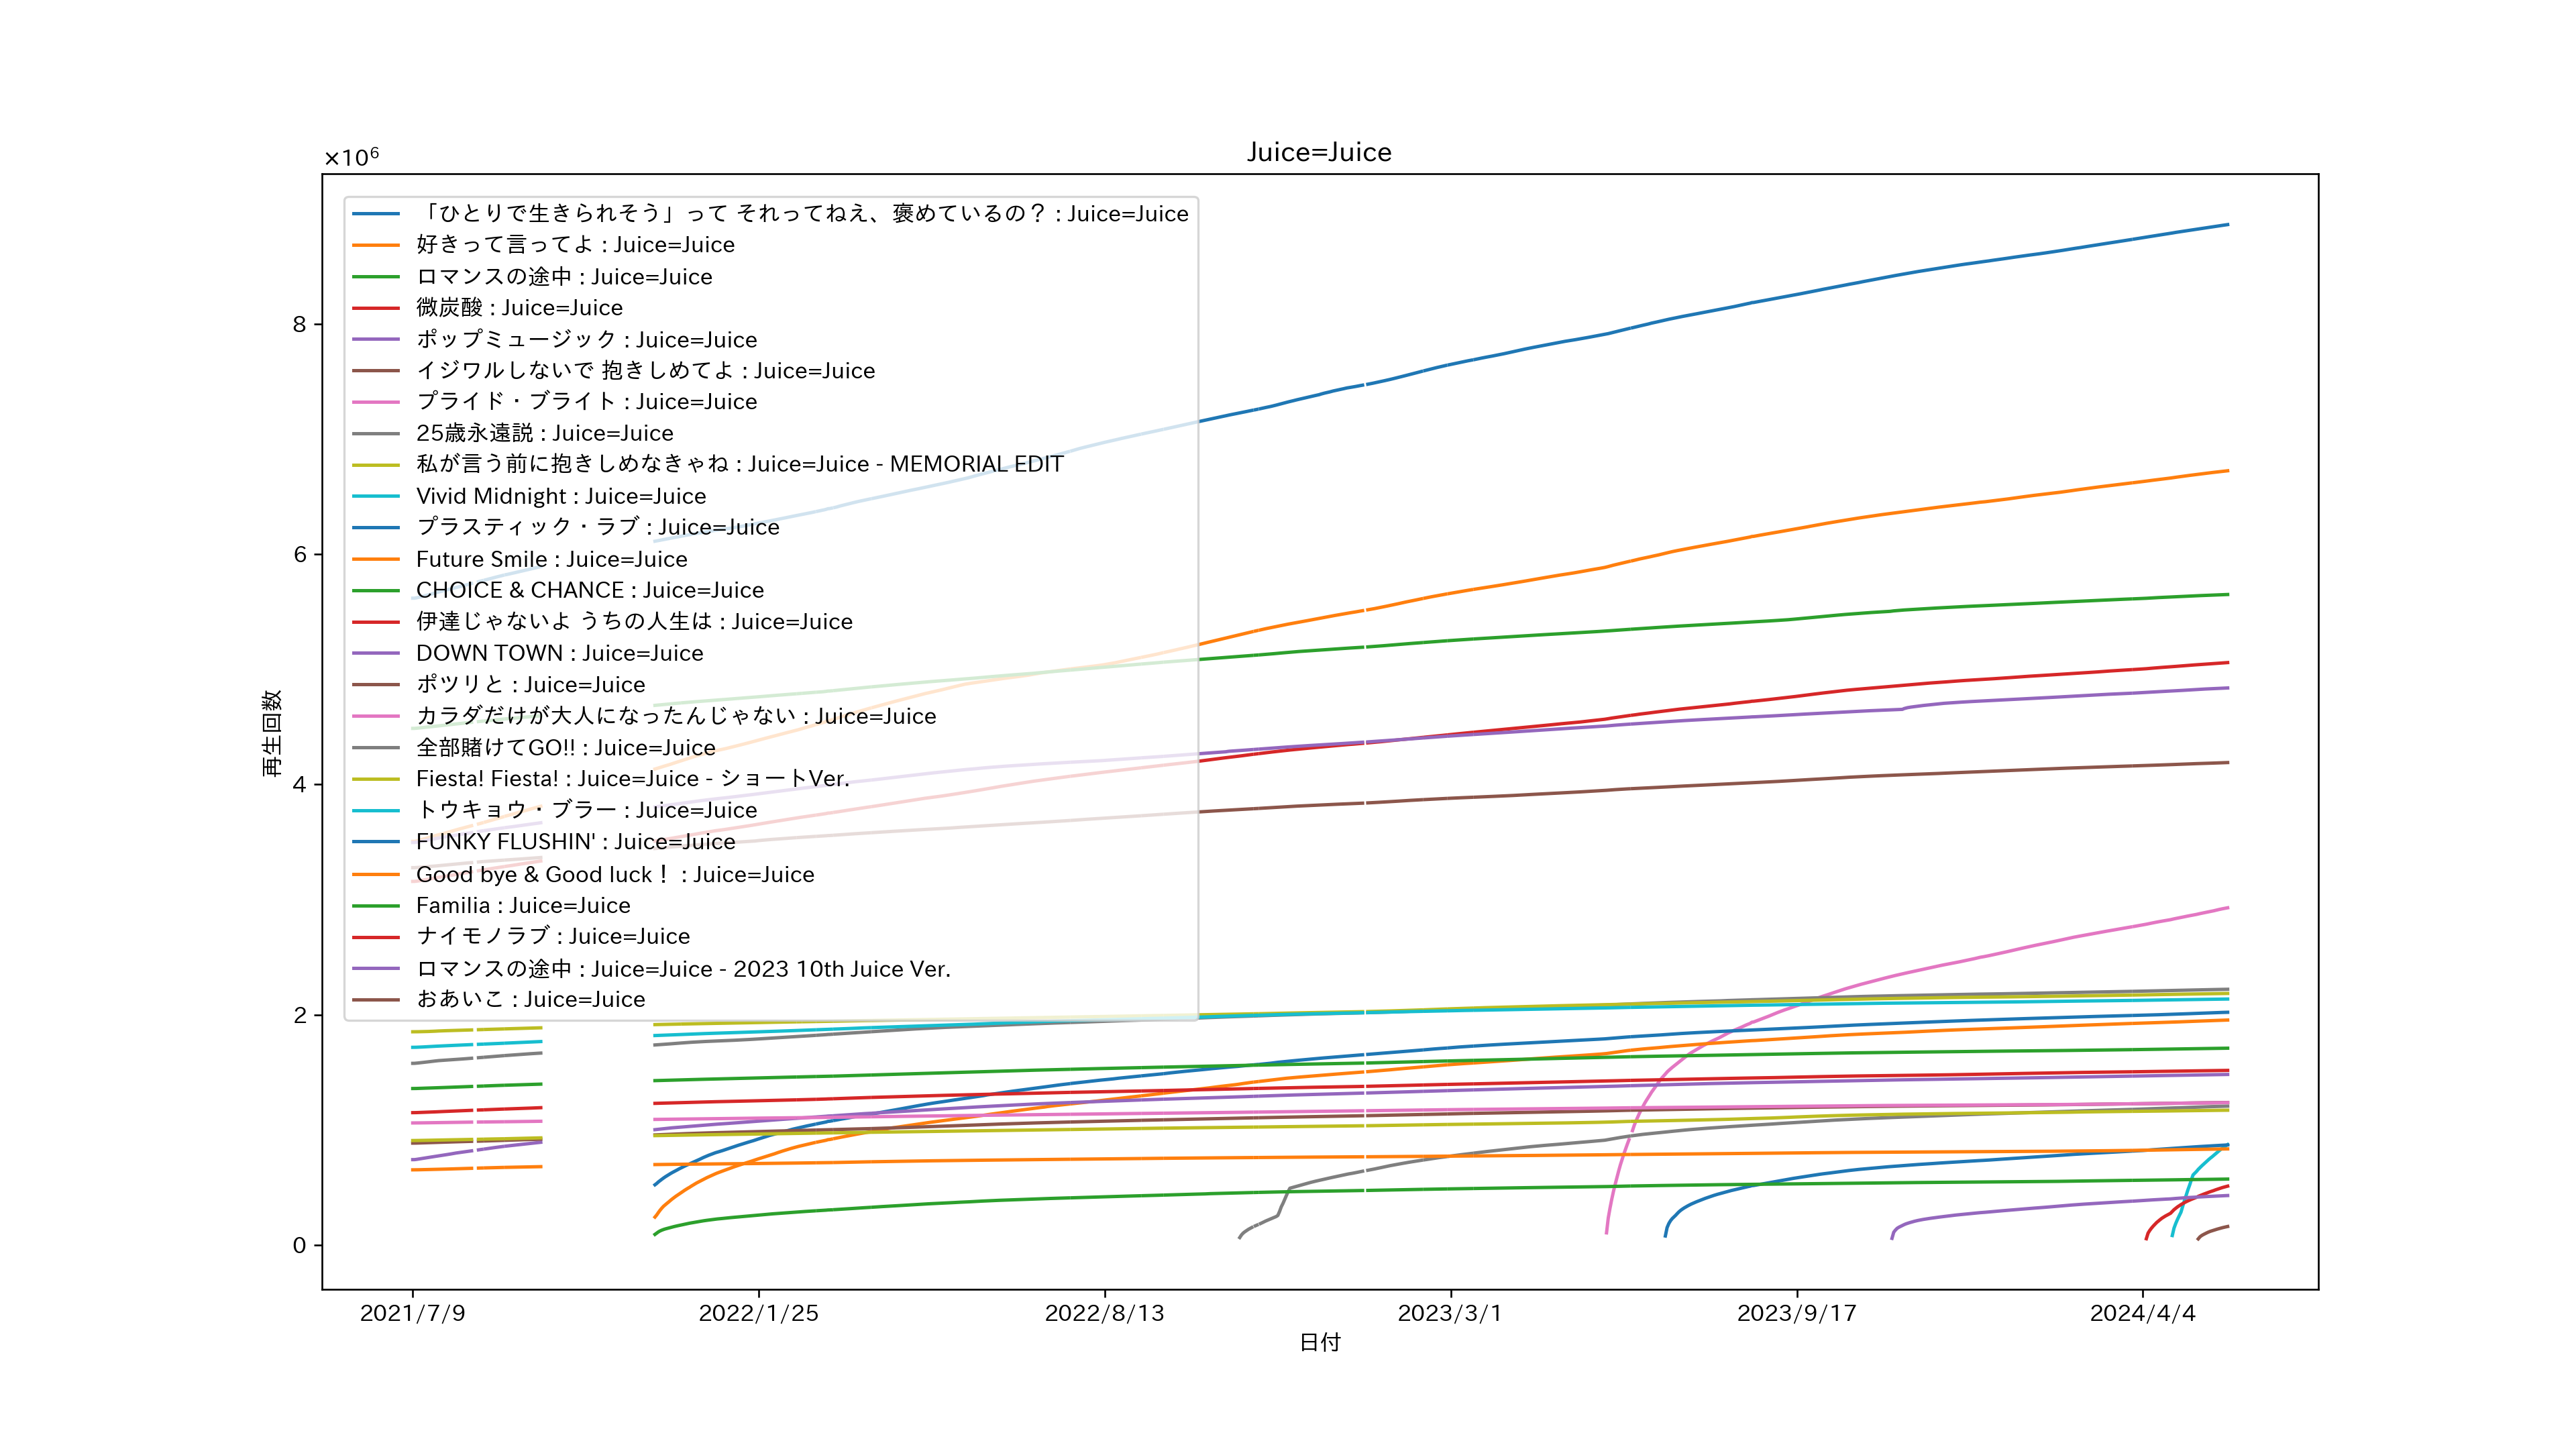 Juice=Juice
×10⁶
「ひとりで生きられそう」って それってねえ、褒めているの？ : Juice=Juice
好きって言ってよ : Juice=Juice
ロマンスの途中 : Juice=Juice
微炭酸 : Juice=Juice
ポップミュージック : Juice=Juice
イジワルしないで 抱きしめてよ : Juice=Juice
プライド・ブライト : Juice=Juice
25歳永遠説 : Juice=Juice
私が言う前に抱きしめなきゃね : Juice=Juice - MEMORIAL EDIT
Vivid Midnight : Juice=Juice
プラスティック・ラブ : Juice=Juice
Future Smile : Juice=Juice
CHOICE & CHANCE : Juice=Juice
伊達じゃないよ うちの人生は : Juice=Juice
DOWN TOWN : Juice=Juice
ポツリと : Juice=Juice
カラダだけが大人になったんじゃない : Juice=Juice
全部賭けてGO!! : Juice=Juice
Fiesta! Fiesta! : Juice=Juice - ショートVer.
トウキョウ・ブラー : Juice=Juice
FUNKY FLUSHIN' : Juice=Juice
Good bye & Good luck！ : Juice=Juice
Familia : Juice=Juice
ナイモノラブ : Juice=Juice
ロマンスの途中 : Juice=Juice - 2023 10th Juice Ver.
おあいこ : Juice=Juice
8
6
4
2
0
再生回数
2021/7/9
2022/1/25
2022/8/13
2023/3/1
2023/9/17
2024/4/4
日付